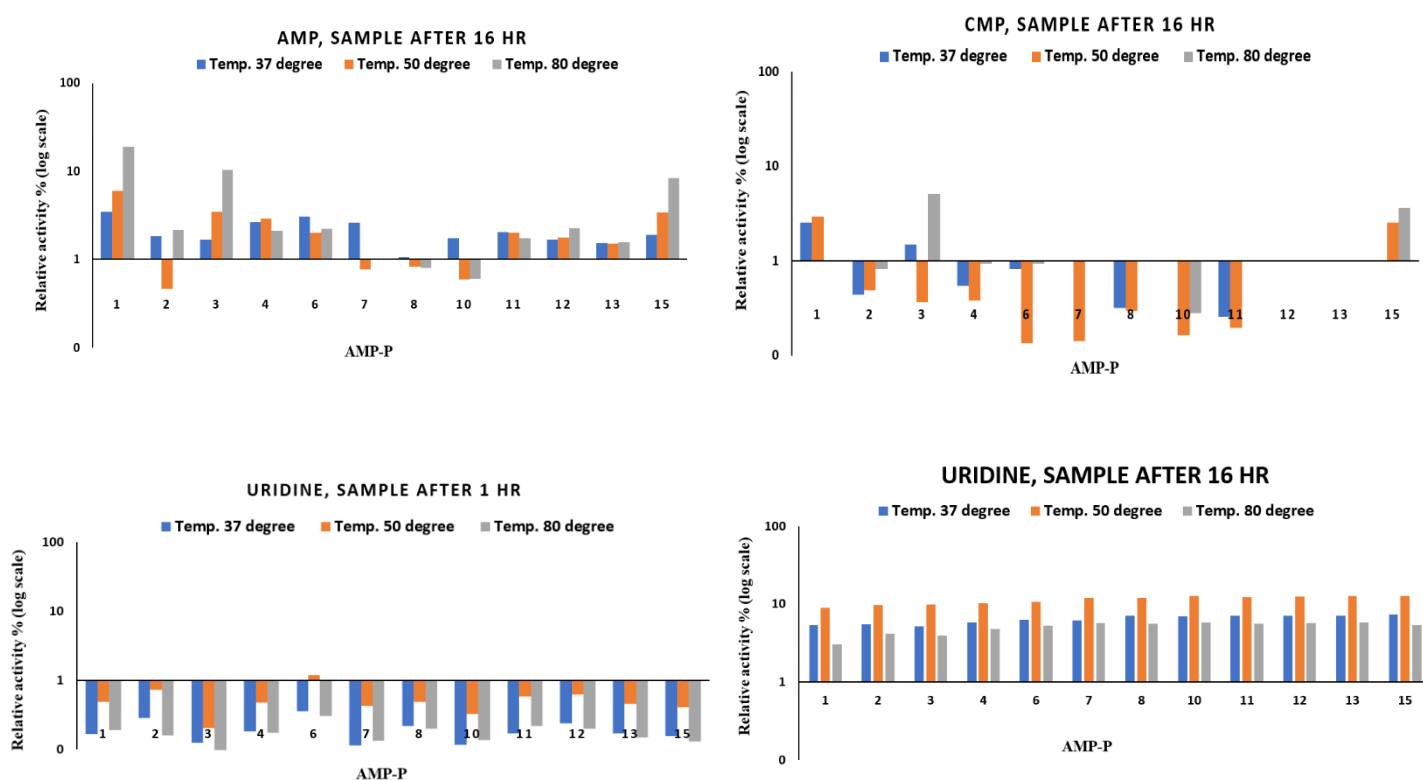 AMP, SAMPLE AFTER 16 HR
Temp. 37 degree Temp. 50 degree Temp. 80 degree
Relative activity % (log scale)
100
10
1
0
1 2 3 4 6 7 8 10 11 12 13 15
AMP-P
CMP, SAMPLE AFTER 16 HR
Temp. 37 degree Temp. 50 degree Temp. 80 degree
Relative activity % (log scale)
100
10
1
0
1 2 3 4 6 7 8 10 11 12 13 15
AMP-P
URIDINE, SAMPLE AFTER 1 HR
Temp. 37 degree Temp. 50 degree Temp. 80 degree
Relative activity % (log scale)
100
10
1
0
1 2 3 4 6 7 8 10 11 12 13 15
AMP-P
URIDINE, SAMPLE AFTER 16 HR
Temp. 37 degree Temp. 50 degree Temp. 80 degree
Relative activity % (log scale)
100
10
1
0
1 2 3 4 6 7 8 10 11 12 13 15
AMP-P